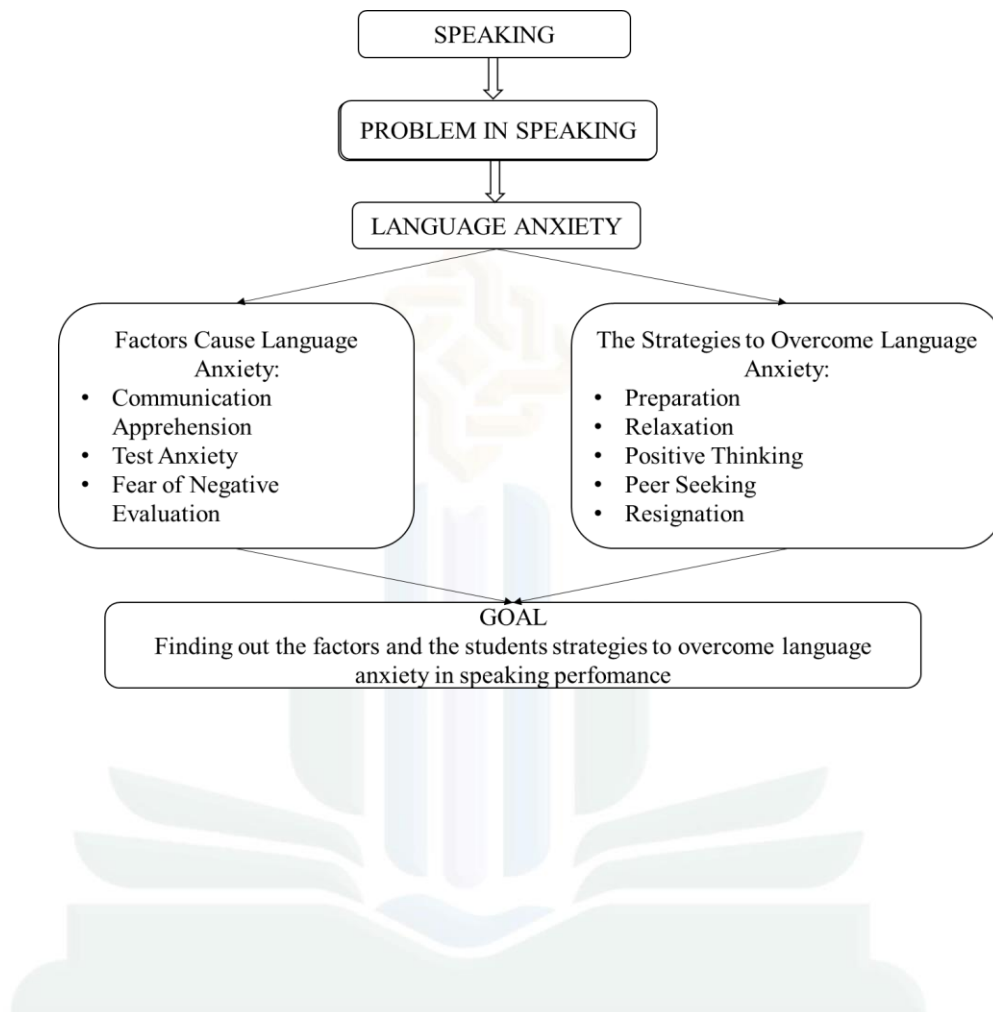 SPEAKING
PROBLEM IN SPEAKING
LANGUAGE ANXIETY
Factors Cause Language
Anxiety:
• Communication
Apprehension
• Test Anxiety
• Fear of Negative
Evaluation
The Strategies to Overcome Language
Anxiety:
• Preparation
• Relaxation
• Positive Thinking
• Peer Seeking
• Resignation
GOAL
Finding out the factors and the students strategies to overcome language
anxiety in speaking perfomance